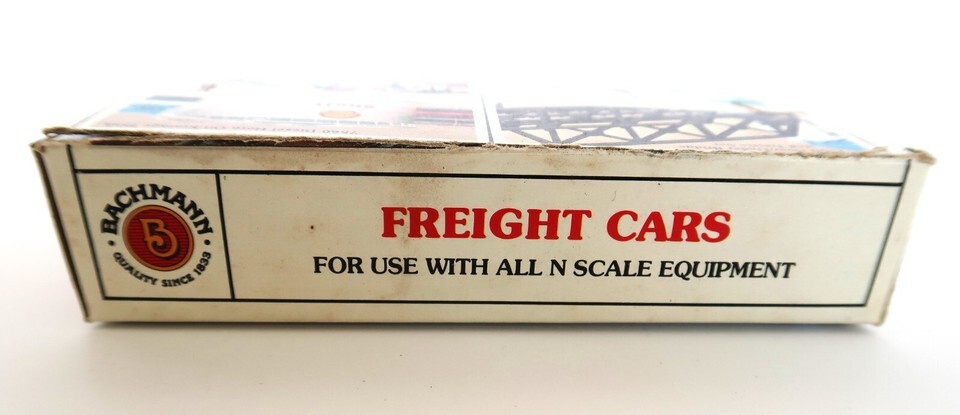 BACHMANN
B
QUALITY SINCE 1833
FREIGHT CARS
FOR USE WITH ALL N SCALE EQUIPMENT